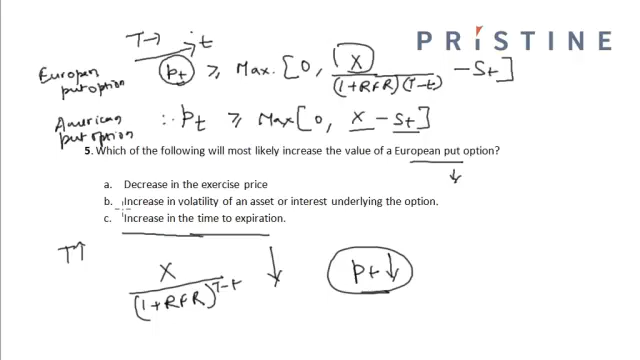 PRISTINE
T→ t
Europen put option pt ≥ Max. [0, X/(1+RFR)(T-t) - St]
American put option ∴ pt ≥ Max [0, X - St]
5. Which of the following will most likely increase the value of a European put option?
a. Decrease in the exercise price
b. Increase in volatility of an asset or interest underlying the option.
c. Increase in the time to expiration.
T↑ X/(1+RFR)^T-t ↓ pt ↓